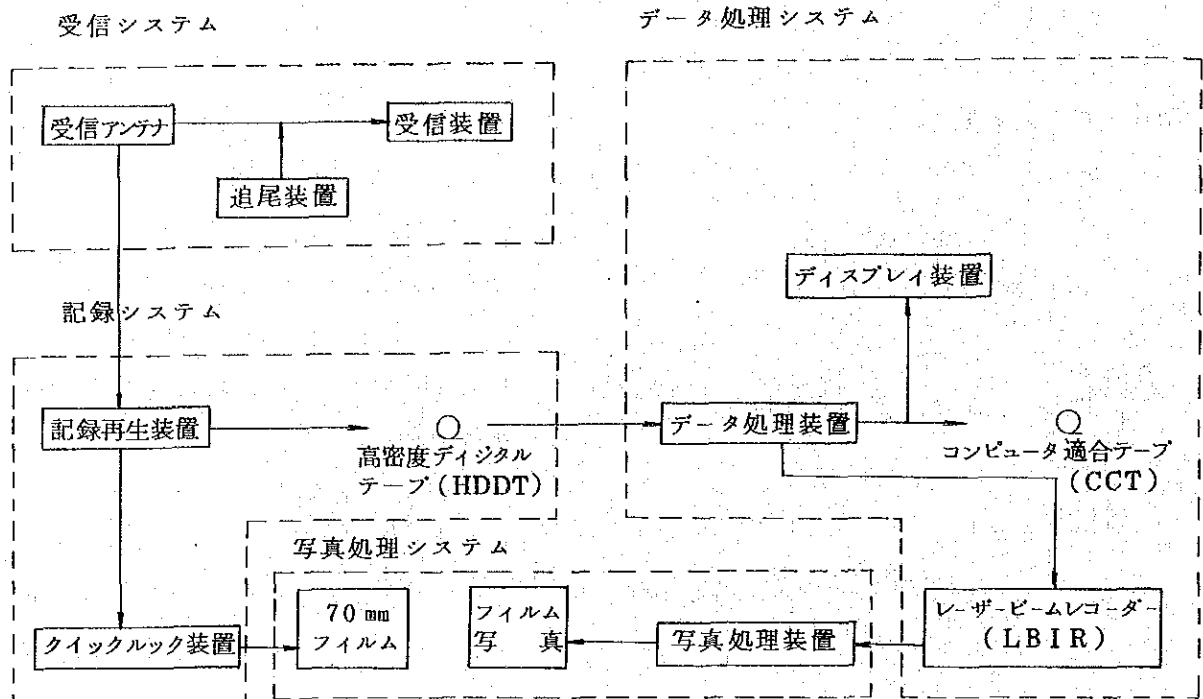 受信システム
データ処理システム
受信アンテナ
受信装置
追尾装置
ディスプレイ装置
記録システム
記録再生装置
高密度ディジタル
テープ(HDDT)
データ処理装置
コンピュータ適合テープ
(CCT)
写真処理システム
クイックルック装置
70㎜
フィルム
フィルム
写真
写真処理装置
レーザービームレコーダー
(LBIR)